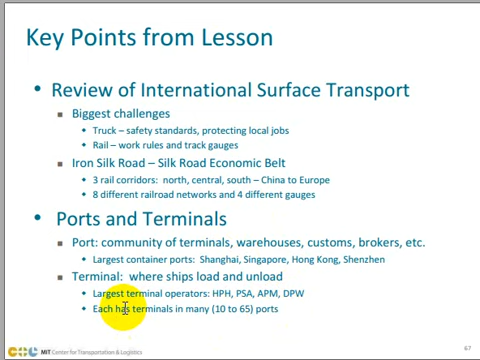 Key Points from Lesson
• Review of International Surface Transport
▪ Biggest challenges
• Truck – safety standards, protecting local jobs
• Rail – work rules and track gauges
▪ Iron Silk Road – Silk Road Economic Belt
• 3 rail corridors: north, central, south – China to Europe
• 8 different railroad networks and 4 different gauges
• Ports and Terminals
▪ Port: community of terminals, warehouses, customs, brokers, etc.
• Largest container ports: Shanghai, Singapore, Hong Kong, Shenzhen
▪ Terminal: where ships load and unload
• Largest terminal operators: HPH, PSA, APM, DPW
• Each has terminals in many (10 to 65) ports
CTL MIT Center for Transportation & Logistics
67